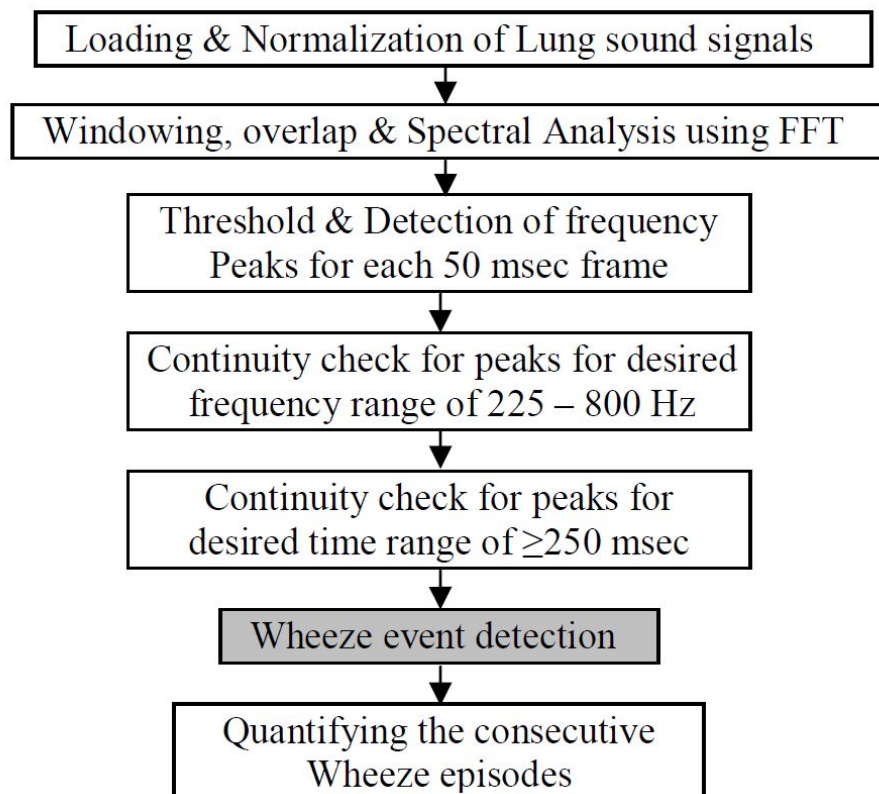 Loading & Normalization of Lung sound signals
Windowing, overlap & Spectral Analysis using FFT
Threshold & Detection of frequency
Peaks for each 50 msec frame
Continuity check for peaks for desired
frequency range of 225 – 800 Hz
Continuity check for peaks for
desired time range of ≥250 msec
Wheeze event detection
Quantifying the consecutive
Wheeze episodes